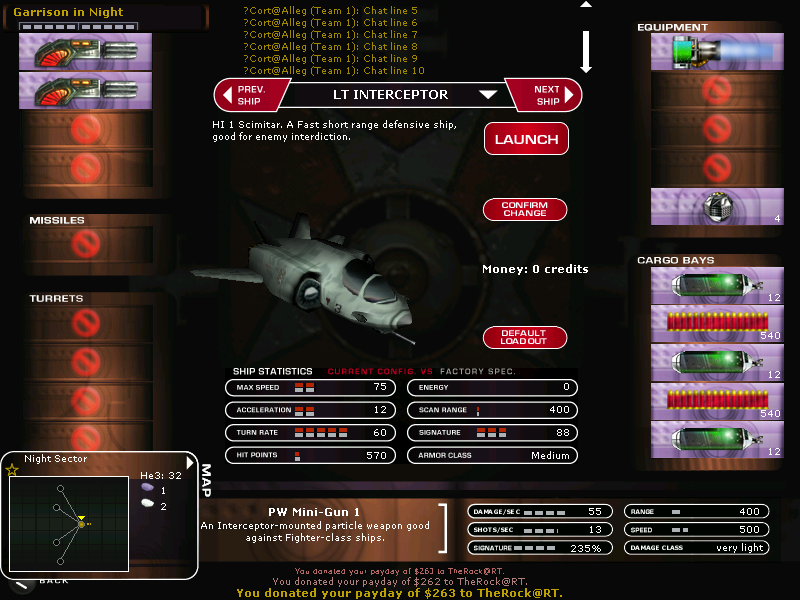 Garrison in Night
?Cort@Alleg (Team 1): Chat line 5
?Cort@Alleg (Team 1): Chat line 6
?Cort@Alleg (Team 1): Chat line 7
?Cort@Alleg (Team 1): Chat line 8
?Cort@Alleg (Team 1): Chat line 9
?Cort@Alleg (Team 1): Chat line 10
EQUIPMENT
PREV. SHIP
LT INTERCEPTOR
NEXT SHIP
HI 1 Scimitar. A Fast short range defensive ship,
good for enemy interdiction.
LAUNCH
CONFIRM
CHANGE
4
MISSILES
Money: 0 credits
CARGO BAYS
12
540
12
540
12
TURRETS
DEFAULT
LOADOUT
SHIP STATISTICS CURRENT CONFIG. VS FACTORY SPEC.
MAX SPEED 75
ENERGY 0
ACCELERATION 12
SCAN RANGE 400
TURN RATE 60
SIGNATURE 88
HIT POINTS 570
ARMOR CLASS Medium
Night Sector
He3: 32
1
2
MAP
BACK
PW Mini-Gun 1
An Interceptor-mounted particle weapon good
against Fighter-class ships.
DAMAGE/SEC 55
RANGE 400
SHOTS/SEC 13
SPEED 500
SIGNATURE 235%
DAMAGE CLASS very light
You donated your payday of $263 to TheRock@RT.
You donated your payday of $262 to TheRock@RT.
You donated your payday of $263 to TheRock@RT.